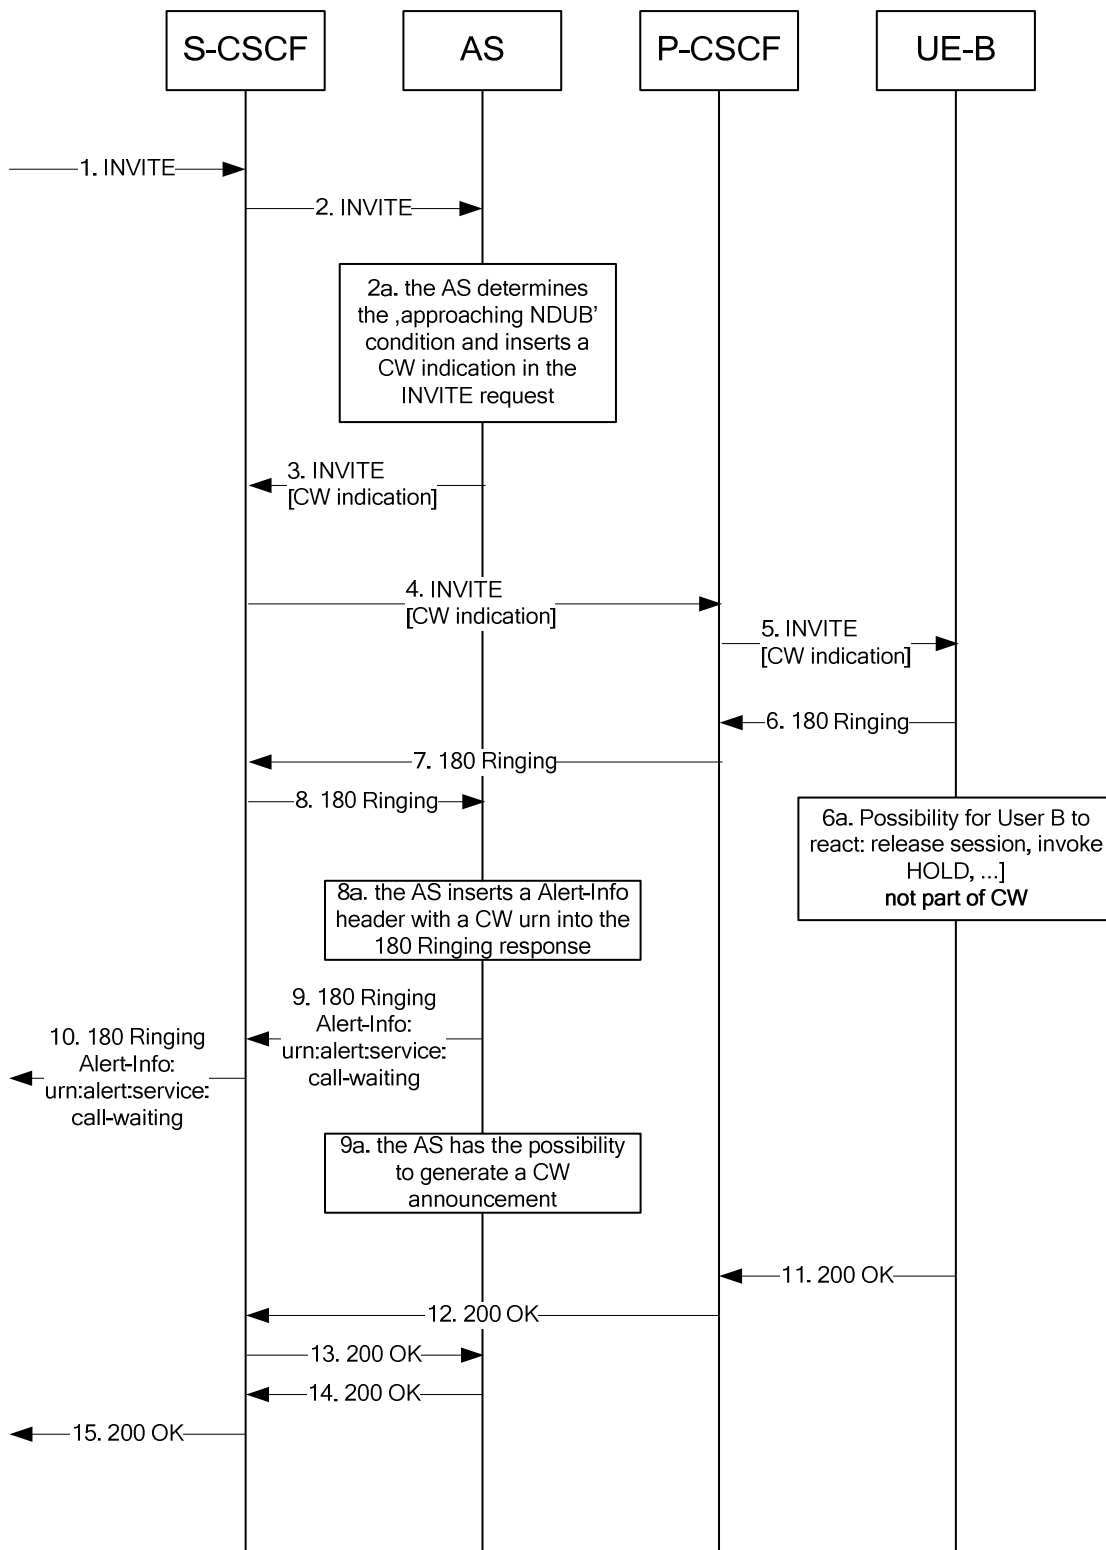 S-CSCF
AS
P-CSCF
UE-B
1. INVITE
2. INVITE
2a. the AS determines
the ‚approaching NDUB’
condition and inserts a
CW indication in the
INVITE request
3. INVITE
[CW indication]
4. INVITE
[CW indication]
5. INVITE
[CW indication]
6. 180 Ringing
7. 180 Ringing
8. 180 Ringing
6a. Possibility for User B to
react: release session, invoke
HOLD, ...]
not part of CW
8a. the AS inserts a Alert-Info
header with a CW urn into the
180 Ringing response
9. 180 Ringing
Alert-Info:
urn:alert:service:
call-waiting
10. 180 Ringing
Alert-Info:
urn:alert:service:
call-waiting
9a. the AS has the possibility
to generate a CW
announcement
11. 200 OK
12. 200 OK
13. 200 OK
14. 200 OK
15. 200 OK